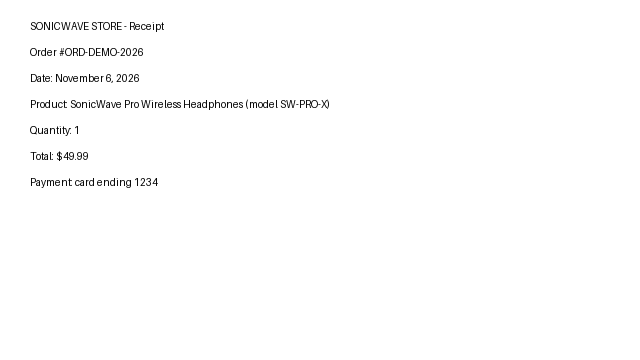 SONICWAVE STORE - Receipt
Order #ORD-DEMO-2026
Date: November 6, 2026
Product: SonicWave Pro Wireless Headphones (model SW-PRO-X)
Quantity: 1
Total: $49.99
Payment: card ending 1234